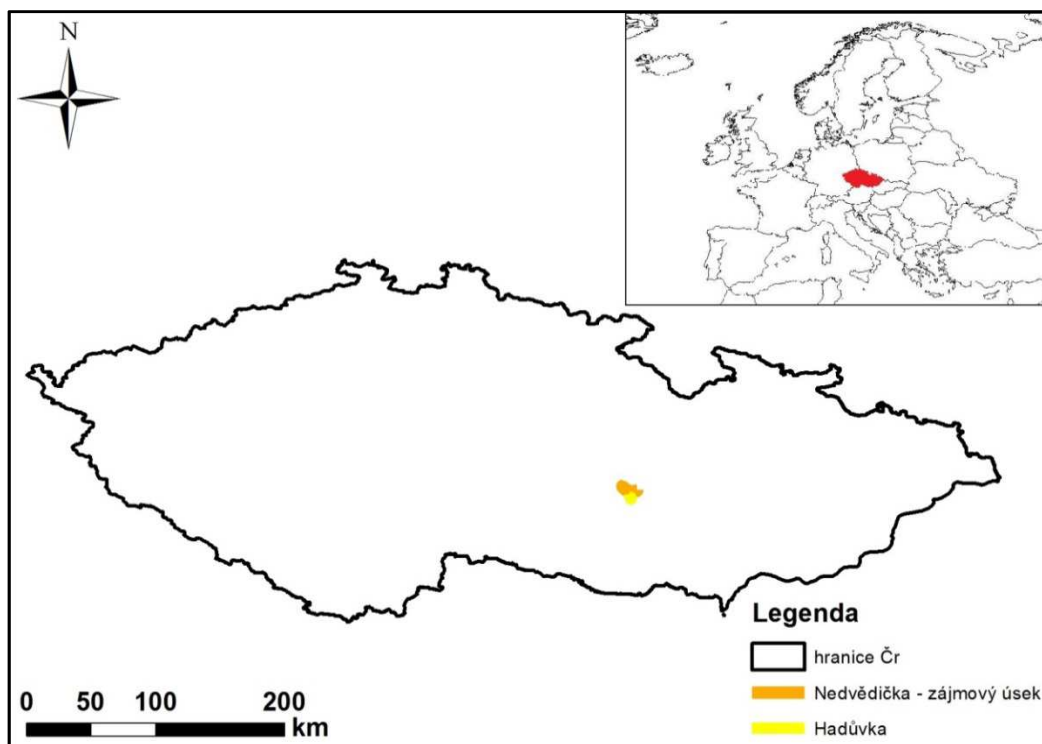 N
Legenda
hranice Čr
Nedvědička - zájmový úsek
Hadůvka
0 50 100 200
km